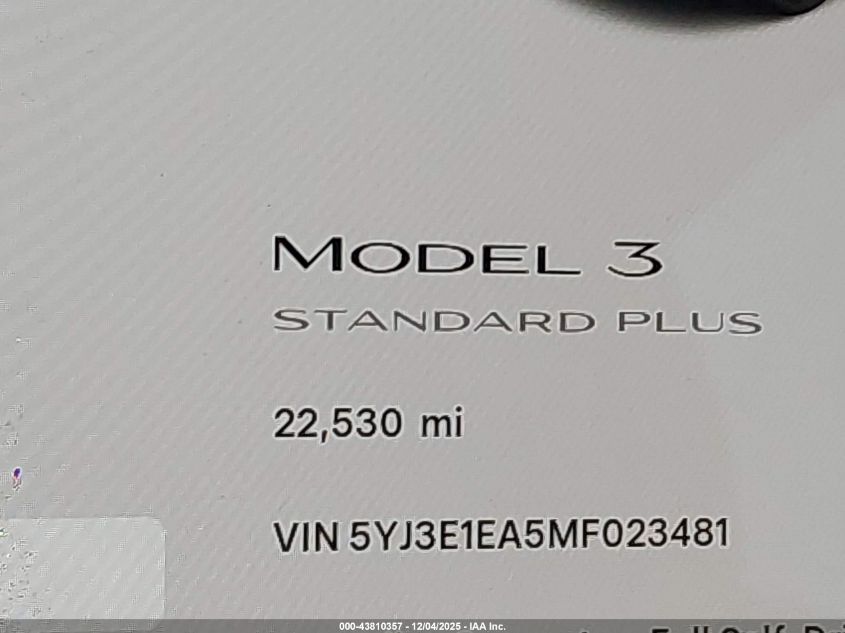 MODEL 3
STANDARD PLUS
22,530 mi
VIN 5YJ3E1EA5MF023481
000-43810357 - 12/04/2025 - IAA Inc.